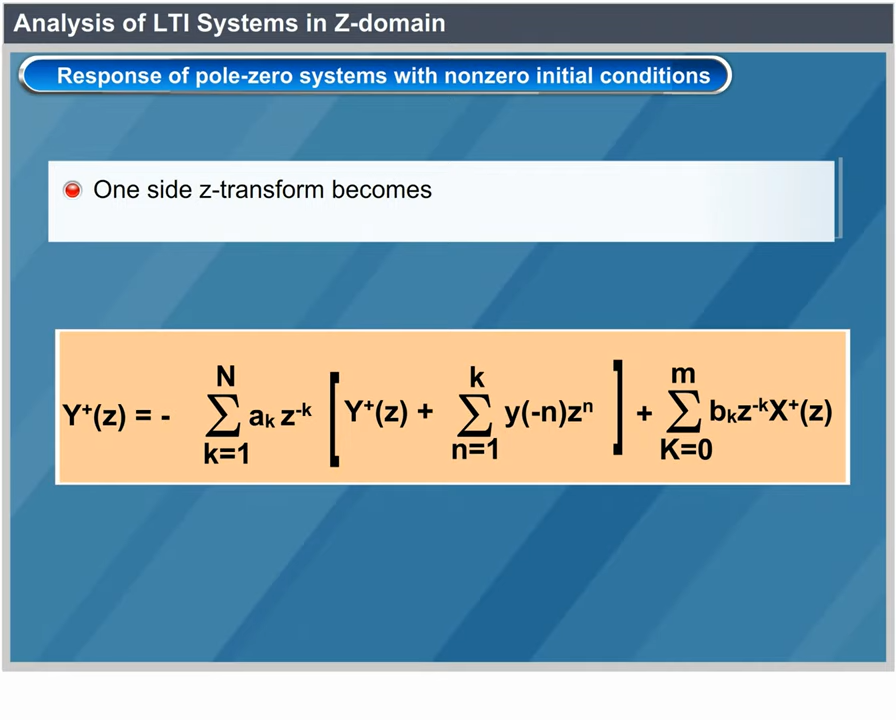 Analysis of LTI Systems in Z-domain
Response of pole-zero systems with nonzero initial conditions
One side z-transform becomes
Y⁺(z) = - ∑_{k=1}^{N} aₖ z⁻ᵏ [ Y⁺(z) + ∑_{n=1}^{k} y(-n)zⁿ ] + ∑_{K=0}^{m} bₖz⁻ᵏX⁺(z)